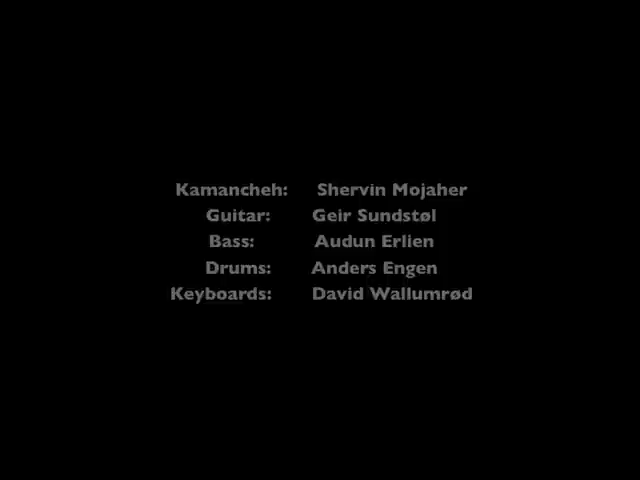 Kamancheh: Shervin Mojaher
Guitar: Geir Sundstøl
Bass: Audun Erlien
Drums: Anders Engen
Keyboards: David Wallumrød